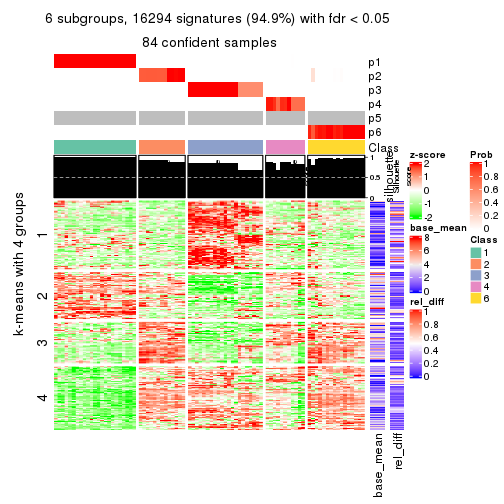 6 subgroups, 16294 signatures (94.9%) with fdr < 0.05
84 confident samples
p1
p2
p3
p4
p5
p6
Class
1
0.5
0
silhouette
Silhouette
score
k-means with 4 groups
1
2
3
4
base_mean
rel_diff
z-score
2
1
0
-1
-2
base_mean
8
6
4
2
0
rel_diff
1
0.8
0.6
0.4
0.2
0
Prob
1
0.8
0.6
0.4
0.2
0
Class
1
2
3
4
6